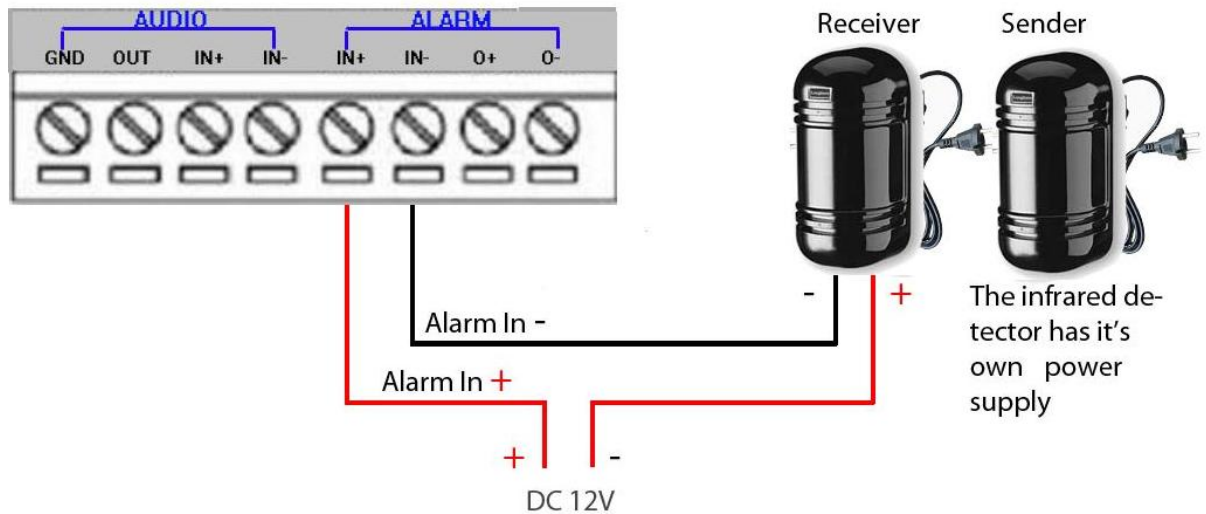 AUDIO
ALARM
GND OUT IN+ IN- IN+ IN- O+ O-
Receiver
Sender
- +
Alarm In -
Alarm In +
+ -
DC 12V
The infrared de-
tector has it's
own power
supply